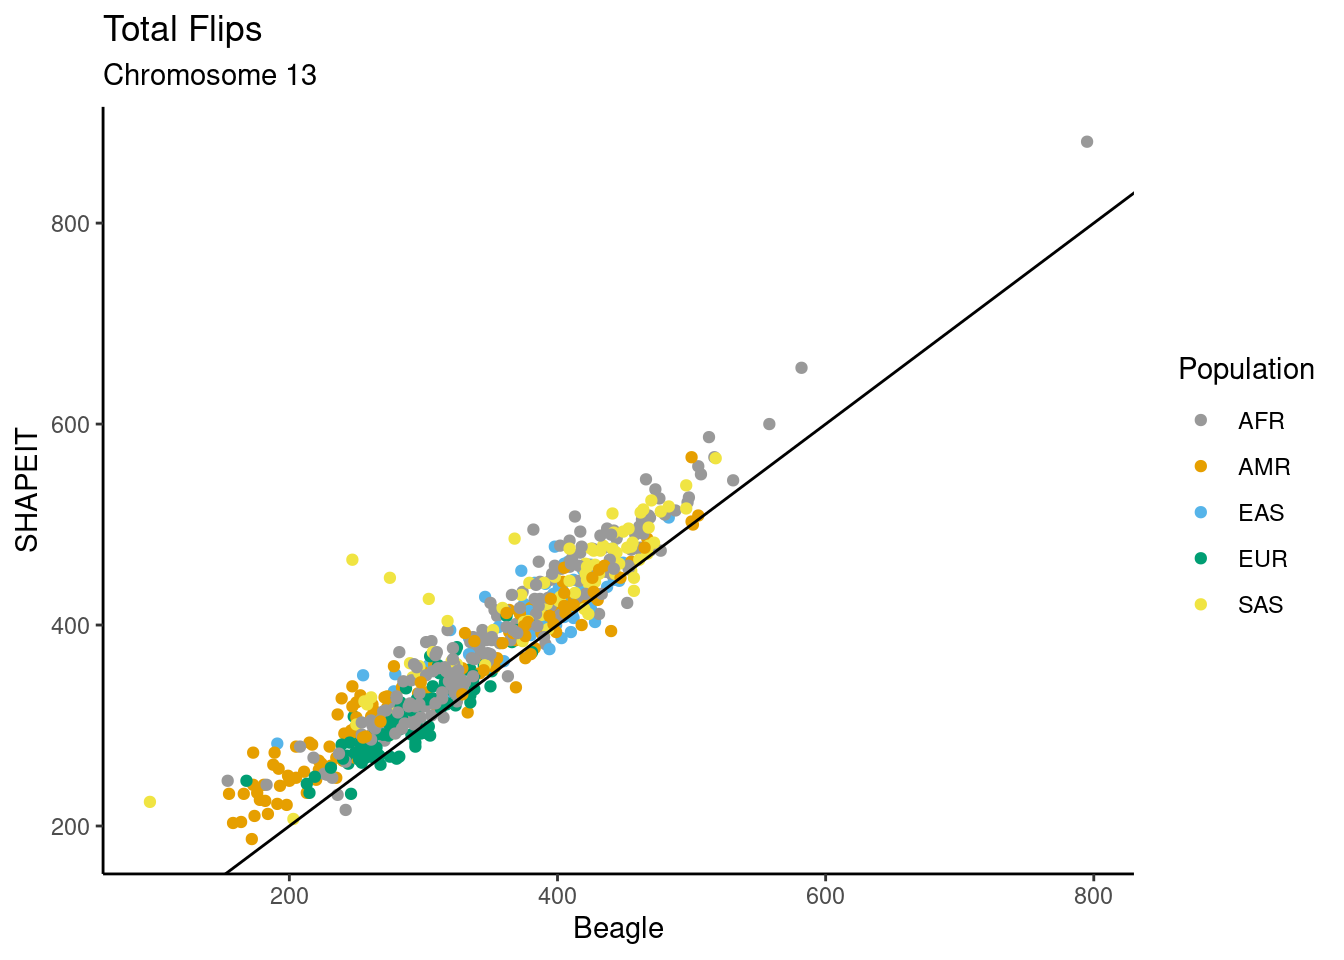 Total Flips
Chromosome 13
SHAPEIT
800
600
400
200
200 400 600 800
Beagle
Population
AFR
AMR
EAS
EUR
SAS